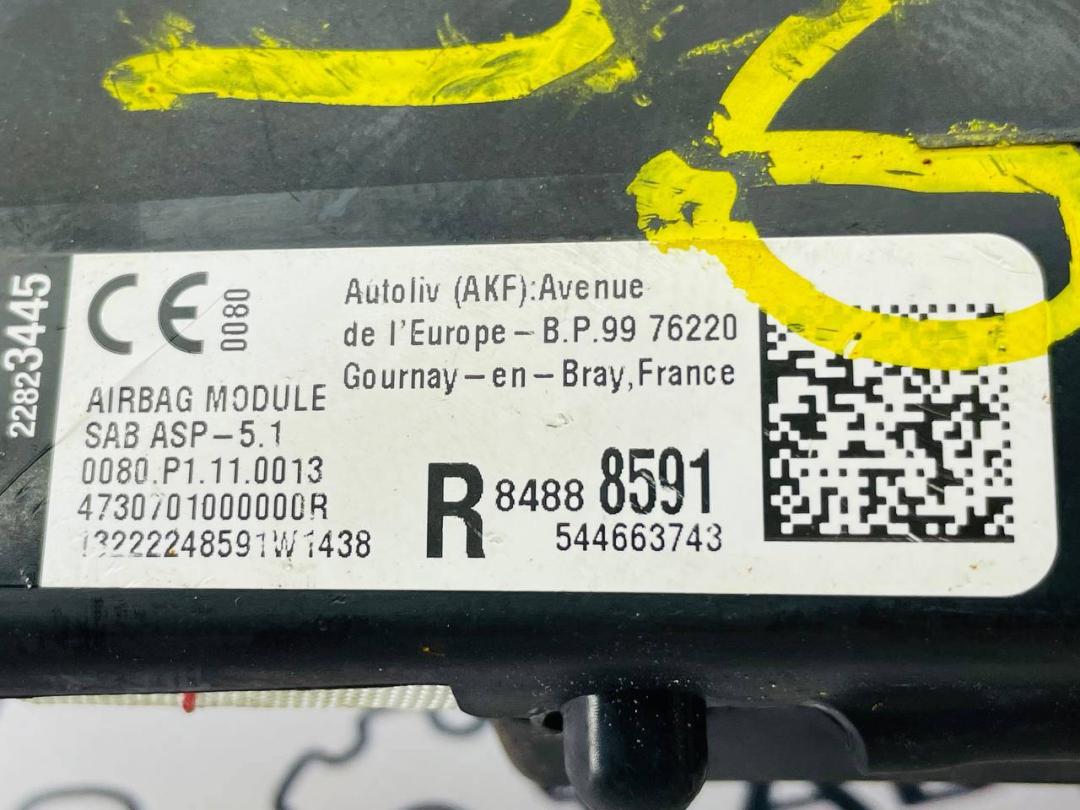 22823445
CE 0080
Autoliv (AKF):Avenue
de l'Europe – B.P.99 76220
Gournay – en – Bray, France
AIRBAG MODULE
SAB ASP – 5.1
0080.P1.11.0013
4730701000000R
13222248591W1438
R 8488 8591
544663743